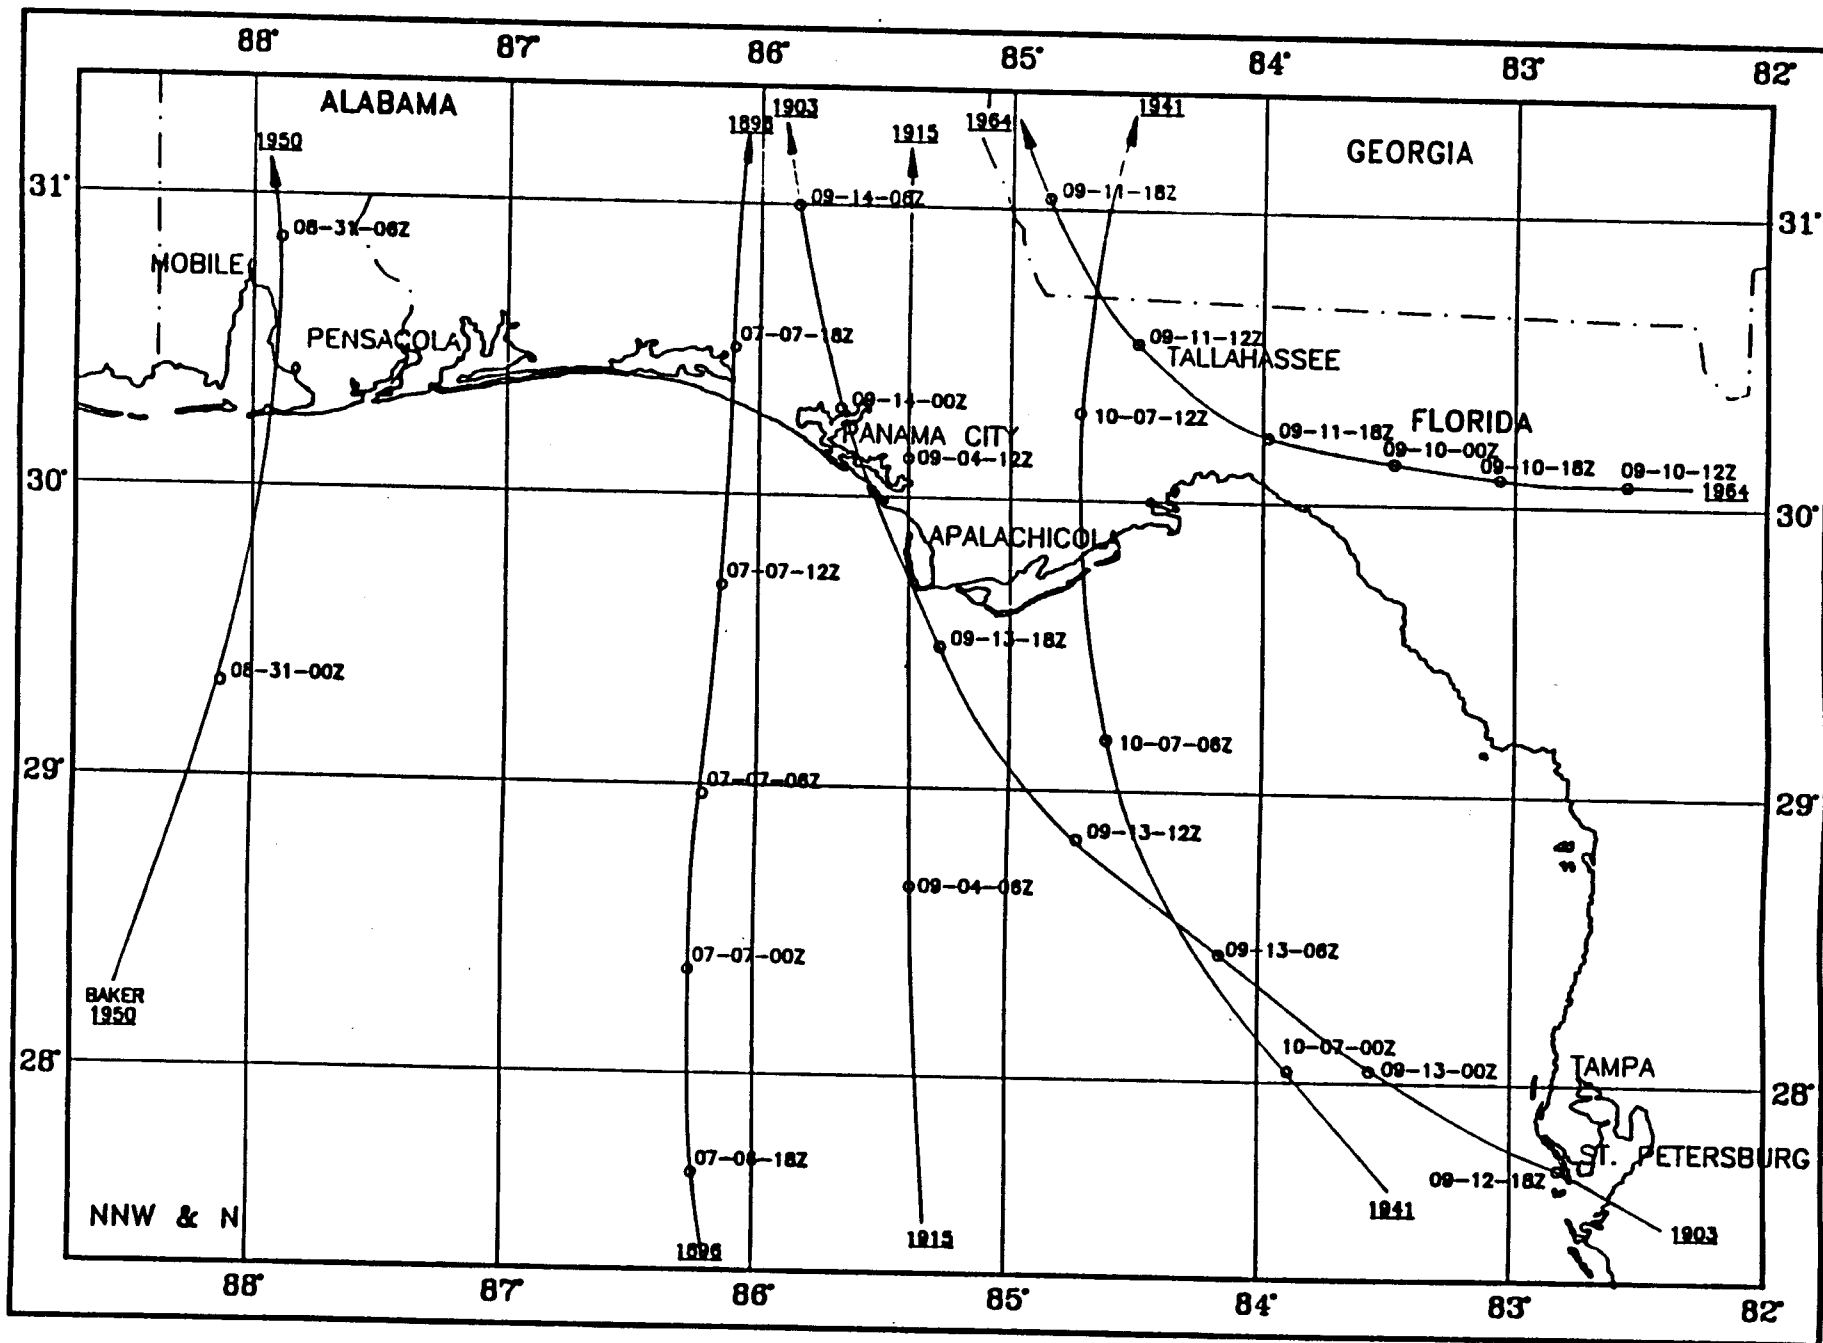 88° 87° 86° 85° 84° 83° 82°
ALABAMA
GEORGIA
1950
1896
1903
1915
1964
1941
31°
31°
09-14-06Z
09-11-18Z
08-31-06Z
MOBILE
PENSACOLA
07-07-18Z
09-11-12Z
TALLAHASSEE
09-14-00Z
PANAMA CITY
10-07-12Z
FLORIDA
09-11-18Z
09-10-00Z
09-04-12Z
09-10-18Z
09-10-12Z
1964
30°
30°
APALACHICOLA
07-07-12Z
09-13-18Z
08-31-00Z
10-07-06Z
29°
07-07-06Z
29°
09-13-12Z
09-04-06Z
07-07-00Z
09-13-06Z
BAKER
1950
28°
10-07-00Z
09-13-00Z
TAMPA
28°
07-06-18Z
ST. PETERSBURG
09-12-18Z
NNW & N
1896
1915
1941
1903
88° 87° 86° 85° 84° 83° 82°